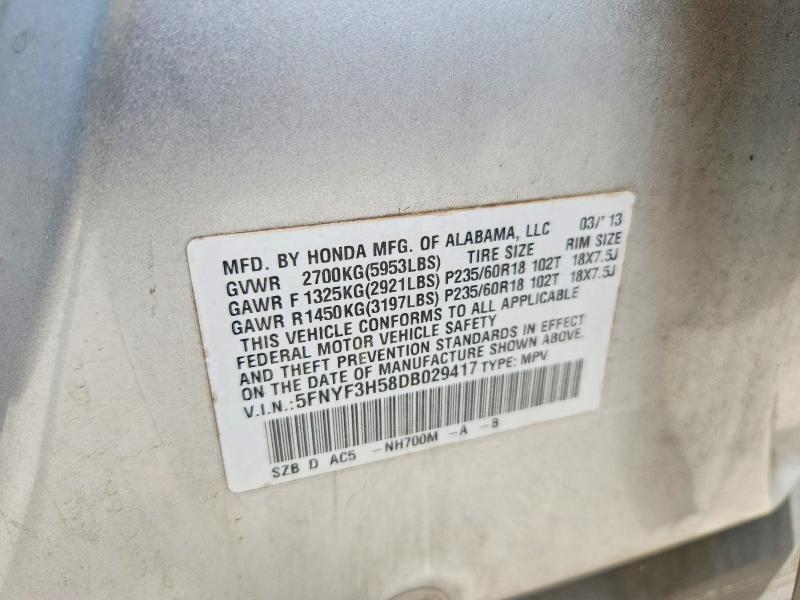 MFD. BY HONDA MFG. OF ALABAMA, LLC 03/'13
GVWR 2700KG(5953LBS) TIRE SIZE RIM SIZE
GAWR F 1325KG(2921LBS) P235/60R18 102T 18X7.5J
GAWR R 1450KG(3197LBS) P235/60R18 102T 18X7.5J
THIS VEHICLE CONFORMS TO ALL APPLICABLE
FEDERAL MOTOR VEHICLE SAFETY
AND THEFT PREVENTION STANDARDS IN EFFECT
ON THE DATE OF MANUFACTURE SHOWN ABOVE.
V.I.N.:5FNYF3H58DB029417 TYPE: MPV
SZB D AC5 -NH700M -A -B